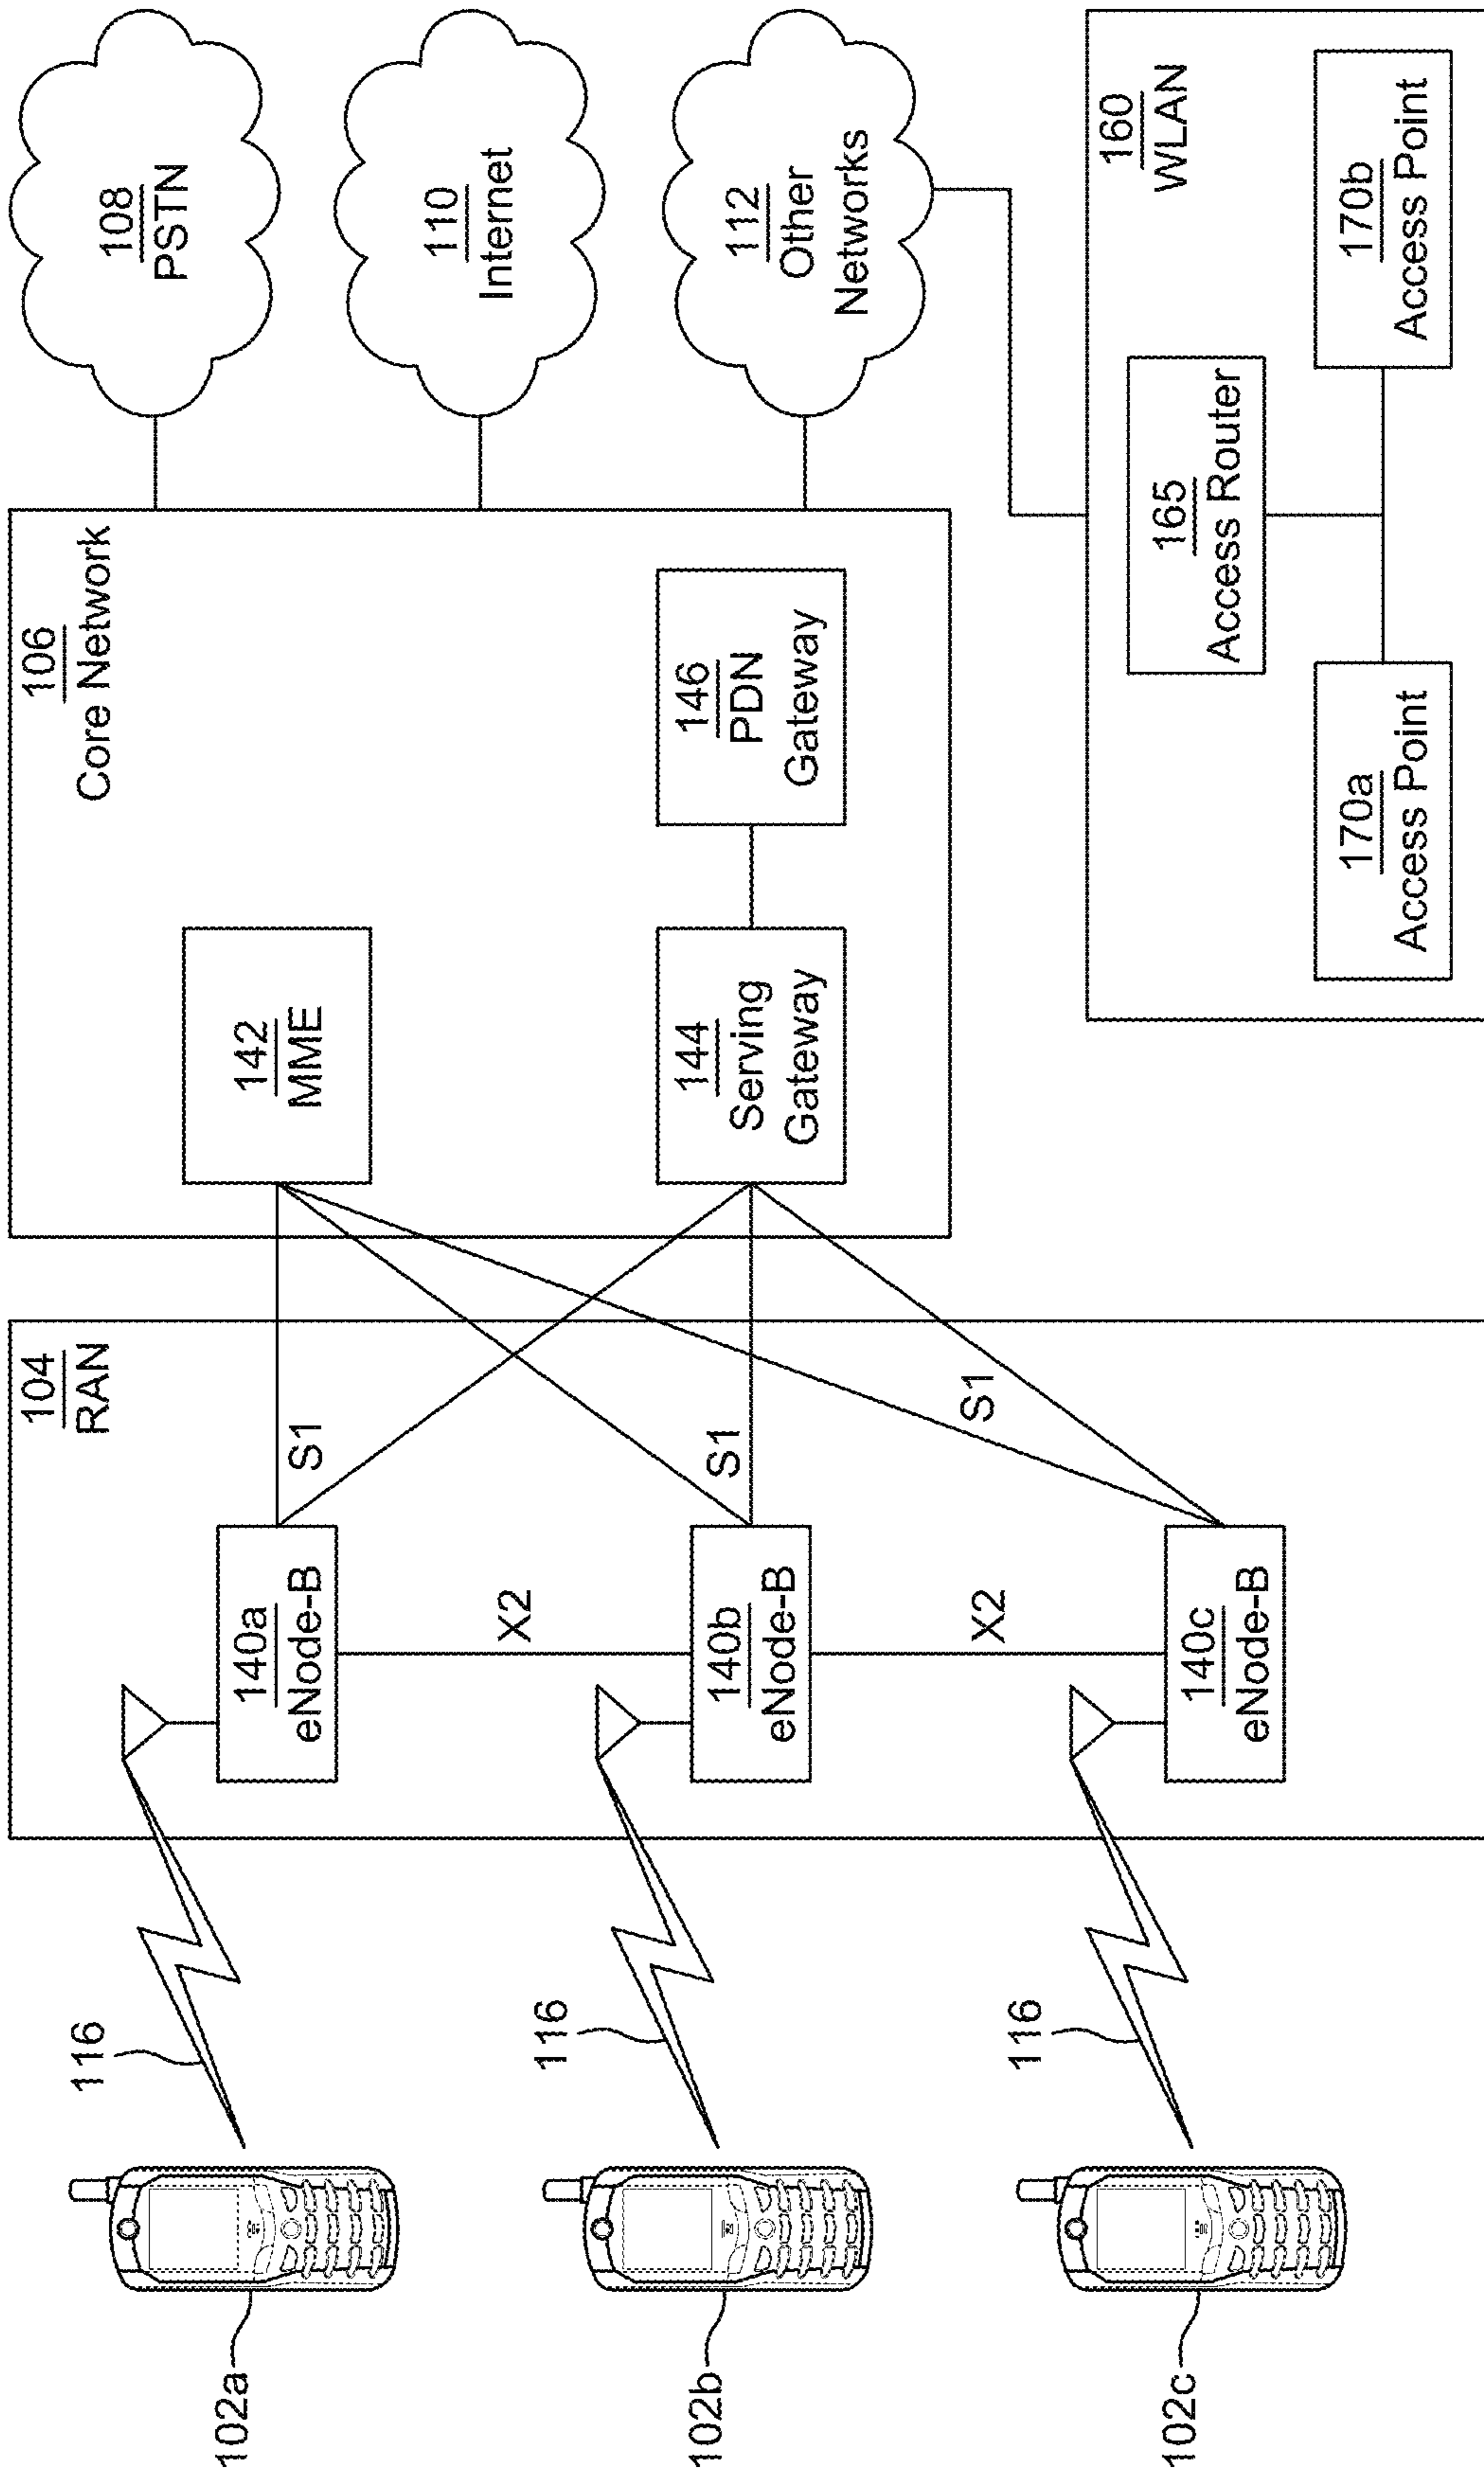 102a
116
102b
116
102c
116
104
RAN
140a
eNode-B
X2
140b
eNode-B
X2
140c
eNode-B
S1
S1
S1
106
Core Network
142
MME
144
Serving
Gateway
146
PDN
Gateway
108
PSTN
110
Internet
112
Other
Networks
160
WLAN
165
Access Router
170a
Access Point
170b
Access Point